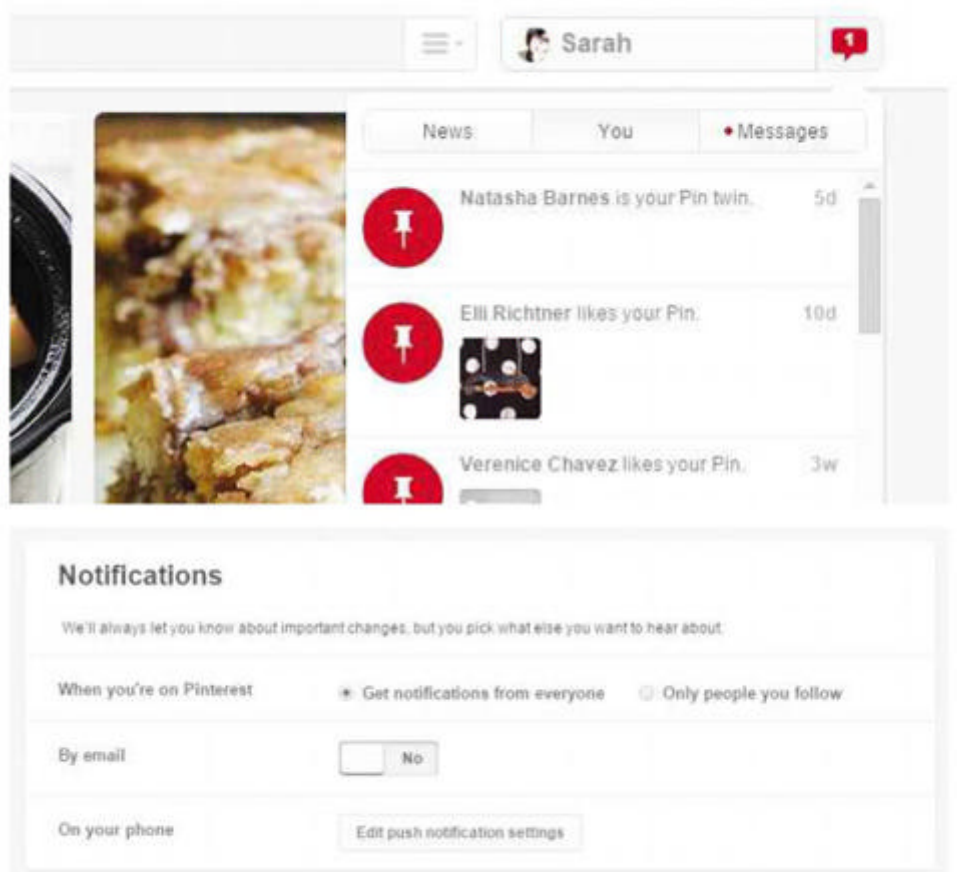 Sarah
1
News
You
Messages
Natasha Barnes is your Pin twin. 5d
Elli Richtner likes your Pin. 10d
Verenice Chavez likes your Pin. 3w
Notifications
We'll always let you know about important changes, but you pick what else you want to hear about.
When you're on Pinterest
Get notifications from everyone
Only people you follow
By email
No
On your phone
Edit push notification settings